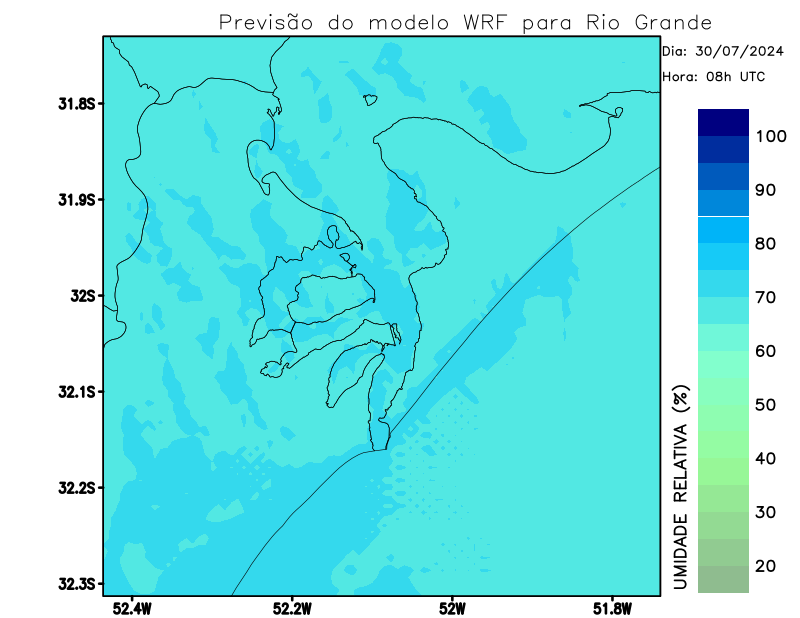 Previsão do modelo WRF para Rio Grande
Dia: 30/07/2024
Hora: 08h UTC
31.8S
31.9S
32S
32.1S
32.2S
32.3S
52.4W
52.2W
52W
51.8W
100
90
80
70
60
50
40
30
20
UMIDADE RELATIVA (%)